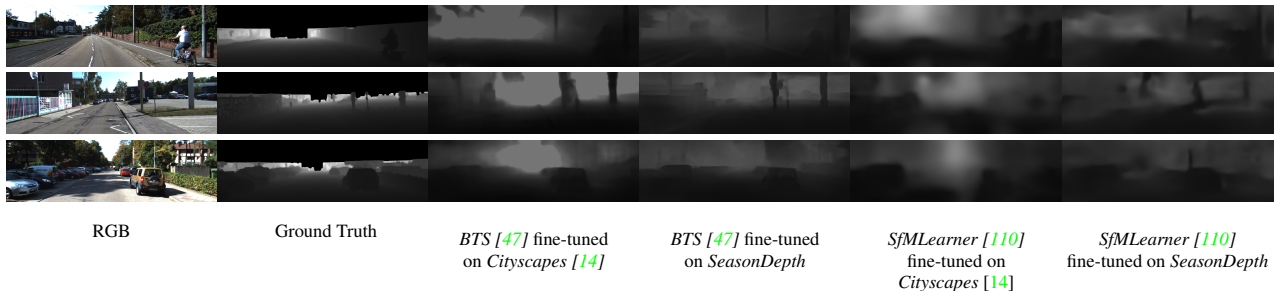 RGB
Ground Truth
BTS [47] fine-tuned
on Cityscapes [14]
BTS [47] fine-tuned
on SeasonDepth
SfMLearner [110]
fine-tuned on
Cityscapes [14]
SfMLearner [110]
fine-tuned on SeasonDepth